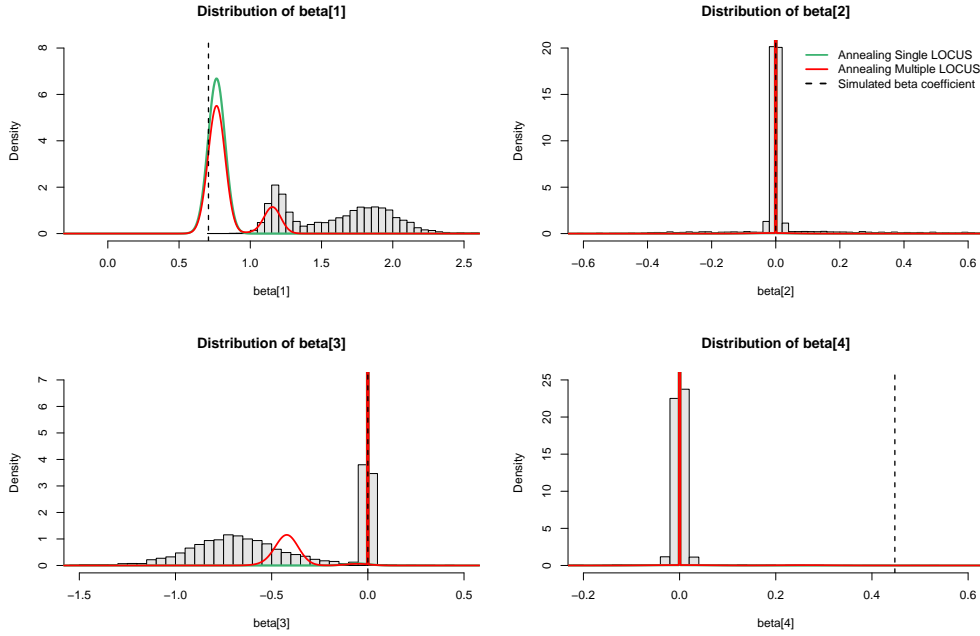 Distribution of beta[1]
Density
0 2 4 6 8
0.0 0.5 1.0 1.5 2.0 2.5
beta[1]
Distribution of beta[2]
Density
0 5 10 15 20
Annealing Single LOCUS
Annealing Multiple LOCUS
Simulated beta coefficient
−0.6 −0.4 −0.2 0.0 0.2 0.4 0.6
beta[2]
Distribution of beta[3]
Density
0 1 2 3 4 5 6 7
−1.5 −1.0 −0.5 0.0 0.5
beta[3]
Distribution of beta[4]
Density
0 5 10 15 20 25
−0.2 0.0 0.2 0.4 0.6
beta[4]